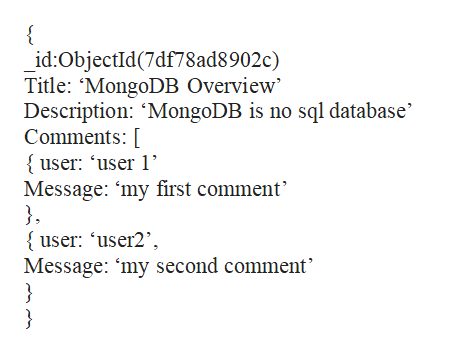 {
_id:ObjectId(7df78ad8902c)
Title: ‘MongoDB Overview’
Description: ‘MongoDB is no sql database’
Comments: [
{ user: ‘user 1’
Message: ‘my first comment’
},
{ user: ‘user2’,
Message: ‘my second comment’
}
}